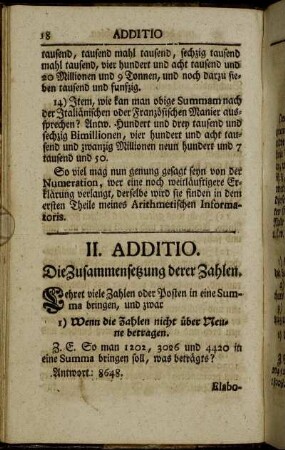 18 ADDITIO
tausend, tausend mahl tausend, sechzig tausend
mahl tausend, vier hundert und acht tausend und
20 Millionen und 9 Tonnen, und noch darzu sie-
ben tausend und funfzig.
14) Item, wie kan man obige Summam nach
der Italiänischen oder Französischen Manier aus-
sprechen? Antw. Hundert und drey tausend und
sechzig Bimillionen, vier hundert und acht tau-
send und zwanzig Millionen neun hundert und 7
tausend und 50.
So viel mag nun genung gesagt seyn von der
Numeration, wer eine noch weitläuftigere Er-
klärung verlangt, derselbe wird sie finden in dem
ersten Theile meines Arithmetischen Informa-
toris.
II. ADDITIO.
Die Zusammensetzung derer Zahlen.
Lehret viele Zahlen oder Posten in eine Sum-
ma bringen, und zwar
1) Wenn die Zahlen nicht über Neu-
ne betragen.
Z. E. So man 1202, 3026 und 4420 in
eine Summa bringen soll, was beträgts?
Antwort: 8648.
Elabo-